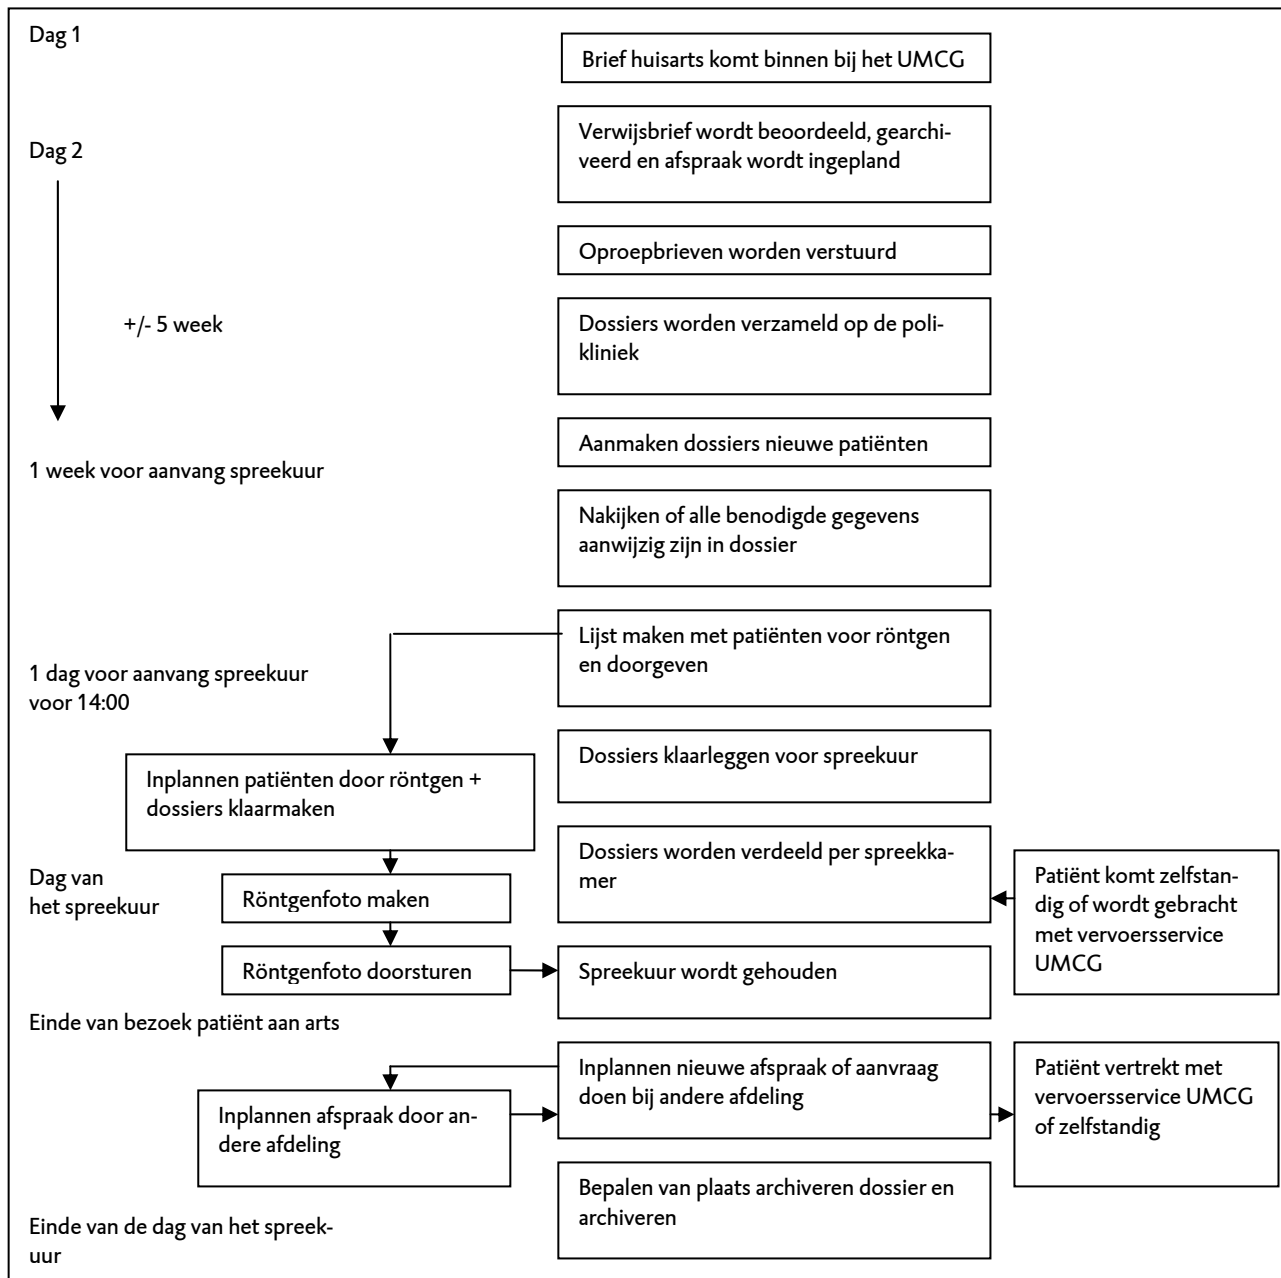 Dag 1
Brief huisarts komt binnen bij het UMCG
Verwijsbrief wordt beoordeeld, gearchi-
veerd en afspraak wordt ingepland
Dag 2
Oproepbrieven worden verstuurd
+/- 5 week
Dossiers worden verzameld op de poli-
kliniek
Aanmaken dossiers nieuwe patiënten
1 week voor aanvang spreekuur
Nakijken of alle benodigde gegevens
aanwijzig zijn in dossier
Lijst maken met patiënten voor röntgen
en doorgeven
1 dag voor aanvang spreekuur
voor 14:00
Dossiers klaarleggen voor spreekuur
Inplannen patiënten door röntgen +
dossiers klaarmaken
Dossiers worden verdeeld per spreekka-
mer
Dag van
het spreekuur
Röntgenfoto maken
Patiënt komt zelfstan-
dig of wordt gebracht
met vervoersservice
UMCG
Röntgenfoto doorsturen
Spreekuur wordt gehouden
Einde van bezoek patiënt aan arts
Inplannen nieuwe afspraak of aanvraag
doen bij andere afdeling
Patiënt vertrekt met
vervoersservice UMCG
of zelfstandig
Inplannen afspraak door an-
dere afdeling
Bepalen van plaats archiveren dossier en
archiveren
Einde van de dag van het spreek-
uur